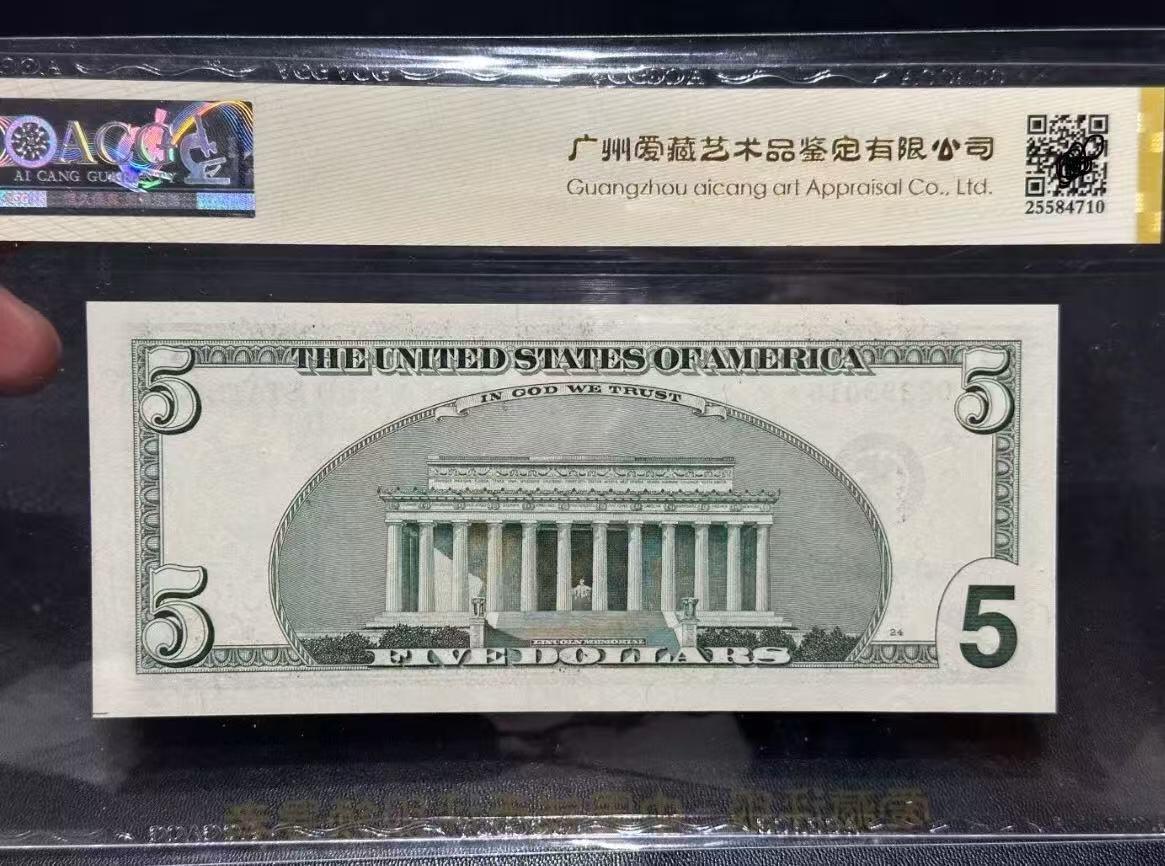 ACG
AI CANG GUARANTY
广州爱藏艺术品鉴定有限公司
Guangzhou aicang art Appraisal Co., Ltd.
25584710
5
THE UNITED STATES OF AMERICA
5
IN GOD WE TRUST
5
LINCOLN MEMORIAL
FIVE DOLLARS
24
5